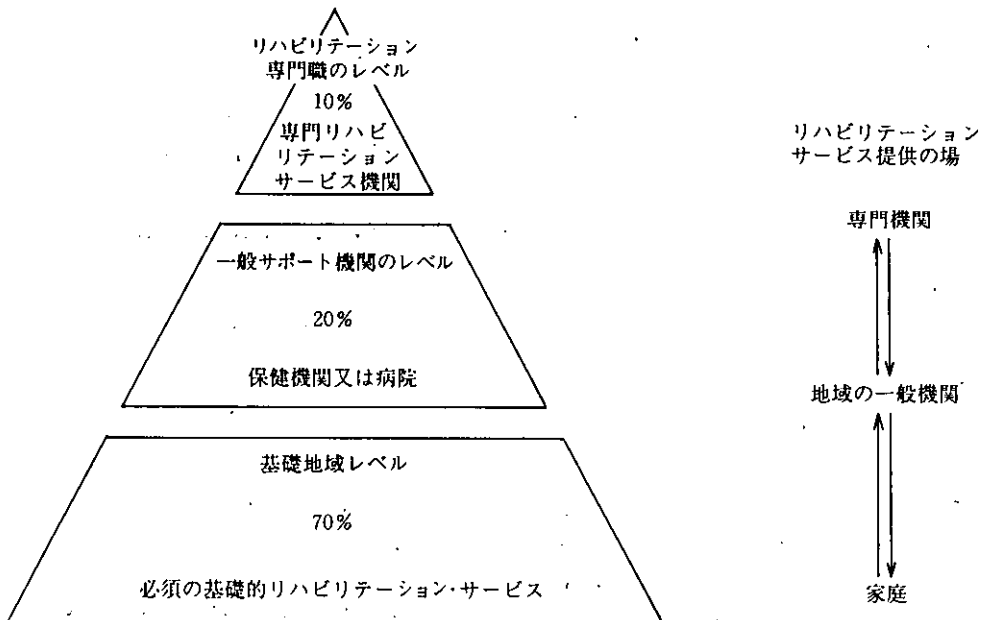 リハビリテーション
専門職のレベル
10%
専門リハビ
リテーション
サービス機関
一般サポート機関のレベル
20%
保健機関又は病院
基礎地域レベル
70%
必須の基礎的リハビリテーション・サービス
リハビリテーション
サービス提供の場
専門機関
地域の一般機関
家庭